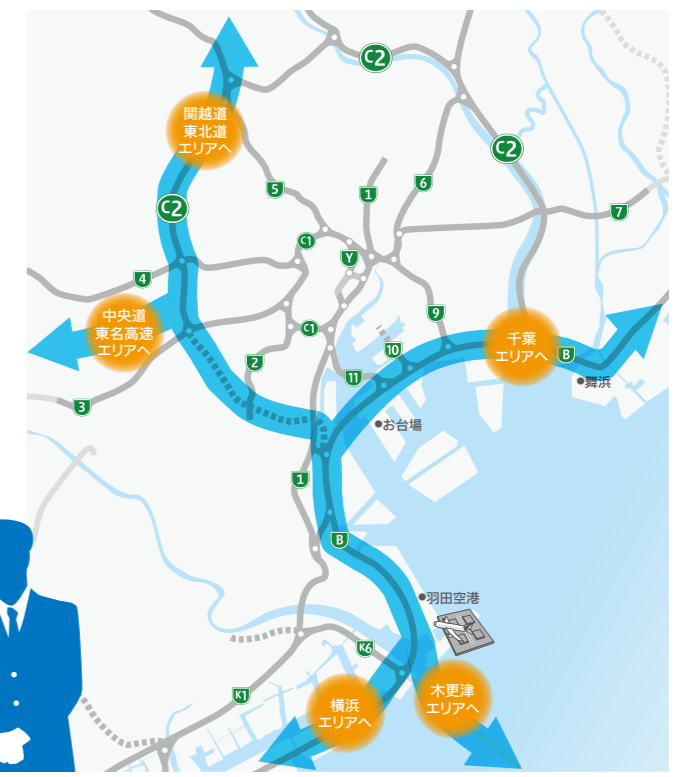 C2
関越道
東北道
エリアへ
C2
5
1
6
7
C2
C1
Y
4
中央道
東名高速
エリアへ
C1
9
千葉
エリアへ
B
舞浜
10
2
11
3
お台場
1
B
羽田空港
K6
K1
横浜
エリアへ
木更津
エリアへ